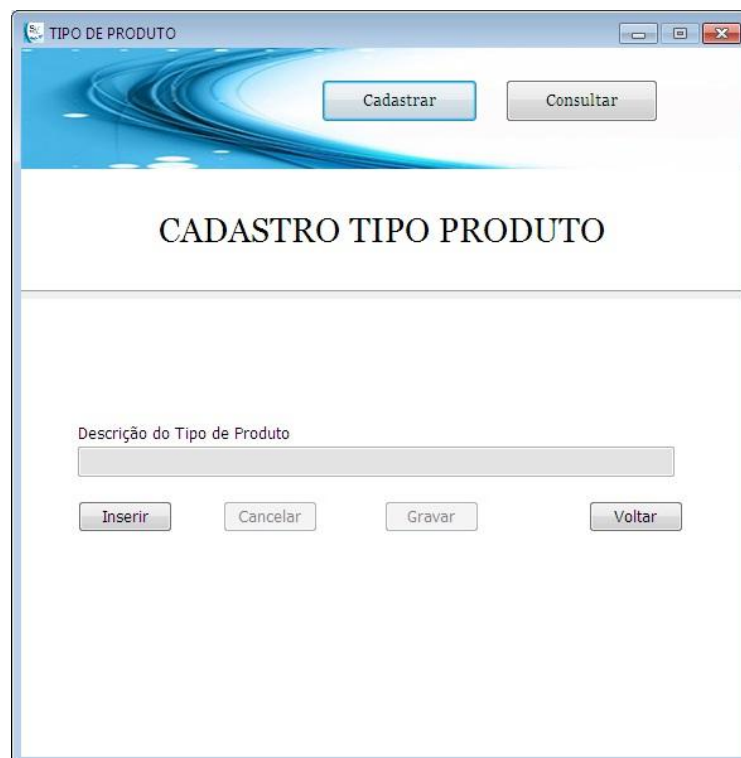 TIPO DE PRODUTO
Cadastrar Consultar
CADASTRO TIPO PRODUTO
Descrição do Tipo de Produto
Inserir Cancelar Gravar Voltar